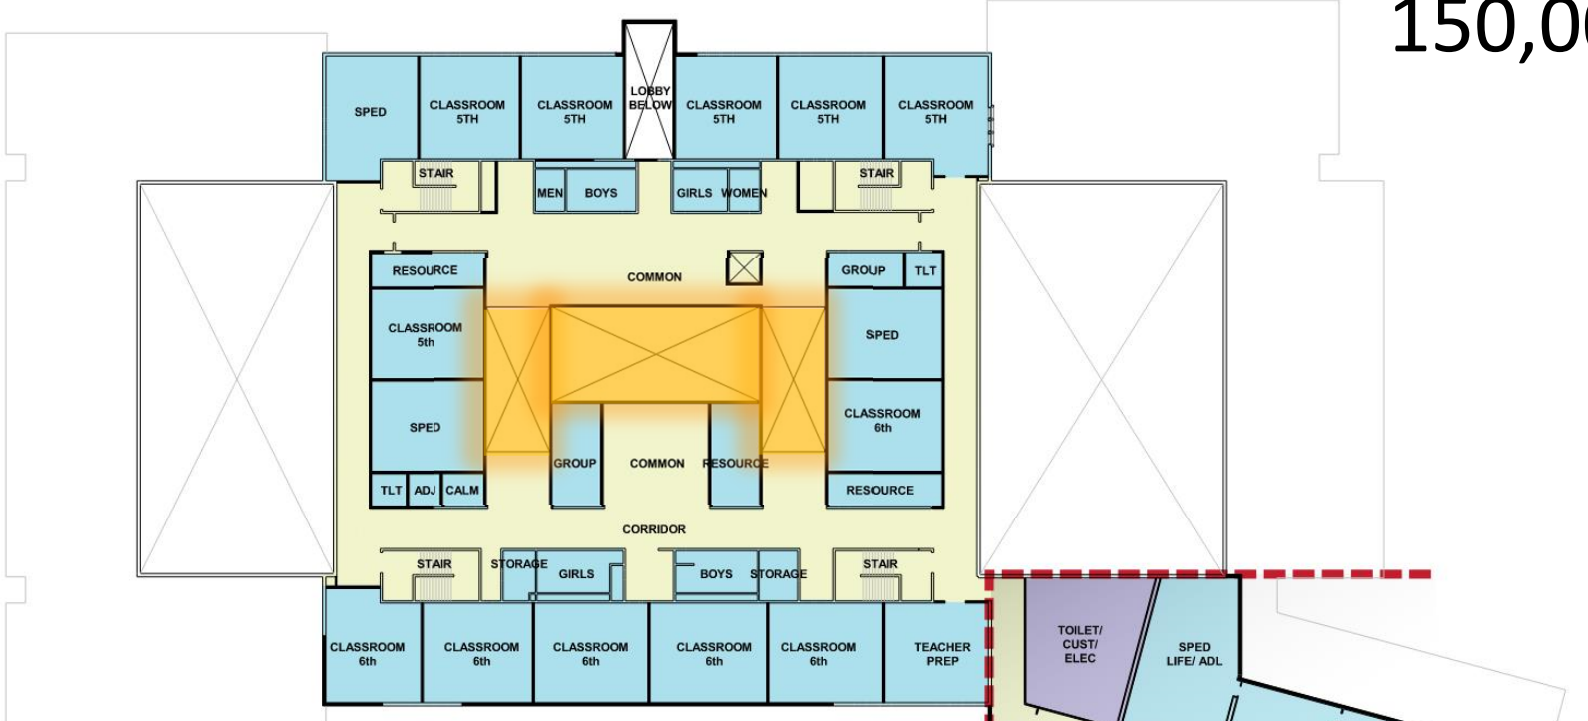 150,00
SPED
CLASSROOM
5TH
CLASSROOM
5TH
LOBBY
BELOW
CLASSROOM
5TH
CLASSROOM
5TH
CLASSROOM
5TH
STAIR
MEN
BOYS
GIRLS
WOMEN
STAIR
RESOURCE
COMMON
GROUP
TLT
CLASSROOM
5th
SPED
SPED
CLASSROOM
6th
GROUP
COMMON
RESOURCE
TLT
ADJ
CALM
RESOURCE
CORRIDOR
STAIR
STORAGE
GIRLS
BOYS
STORAGE
STAIR
CLASSROOM
6th
CLASSROOM
6th
CLASSROOM
6th
CLASSROOM
6th
CLASSROOM
6th
TEACHER
PREP
TOILET/
CUST/
ELEC
SPED
LIFE/ ADL